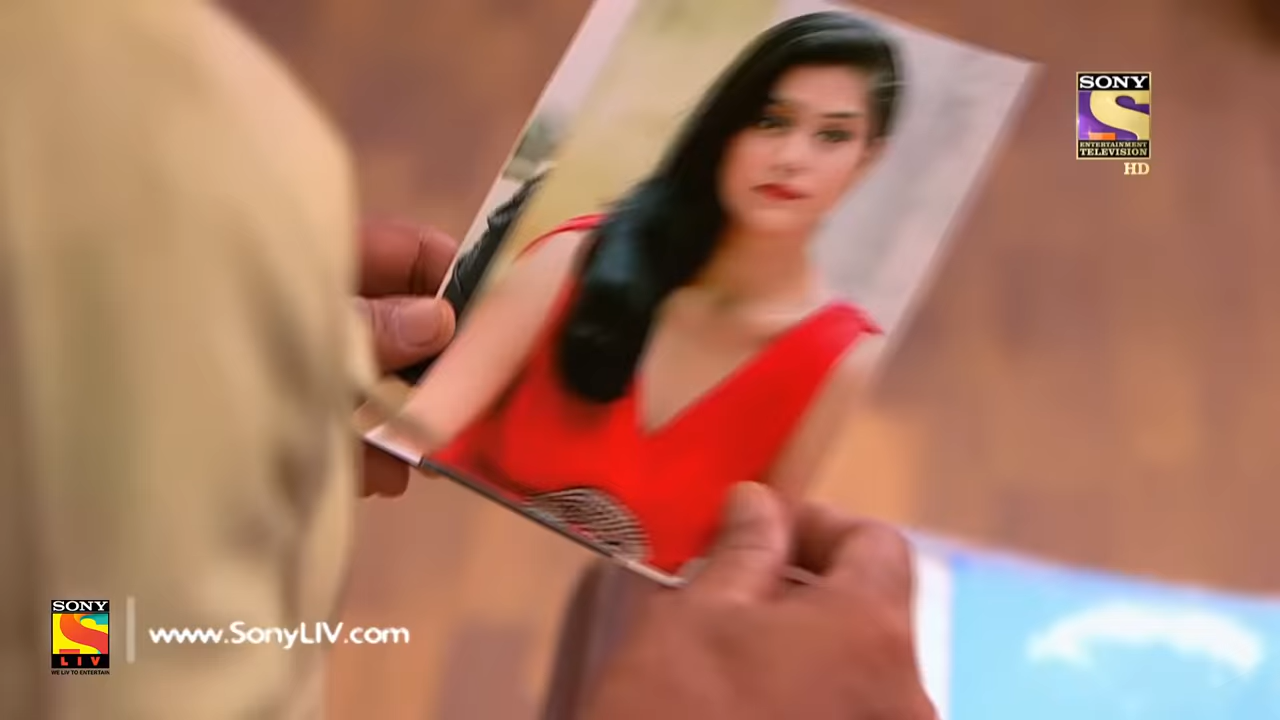 SONY
ENTERTAINMENT
TELEVISION
HD
SONY
LIV
WE LIV TO ENTERTAIN
www.SonyLIV.com